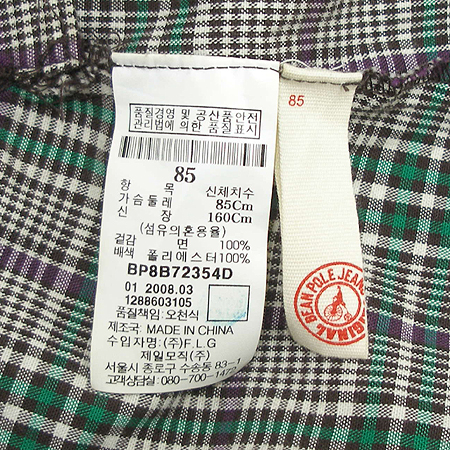 품질경영 및 공산품안전
관리법에 의한 품질표시
85
항 목 신체치수
가슴둘레 85Cm
신 장 160Cm
(섬유의혼용율)
겉감 면 100%
배색 폴리에스터 100%
BP8B72354D
01 2008.03
1288603105
품질책임: 오천식
제조국: MADE IN CHINA
수입자명: (주)F.L.G
제일모직(주)
서울시 종로구 수송동 83-1
고객상담실: 080-700-1472
85
BEAN POLE JEANS
ORIGINAL